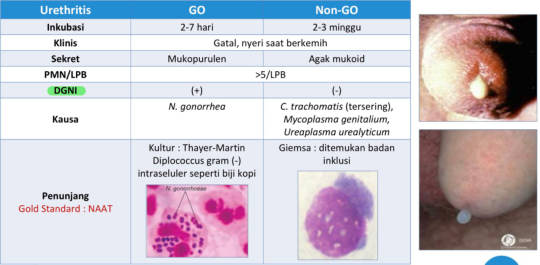 Urethritis GO Non-GO
Inkubasi 2-7 hari 2-3 minggu
Klinis Gatal, nyeri saat berkemih
Sekret Mukopurulen Agak mukoid
PMN/LPB >5/LPB
DGNI (+) (-)
Kausa N. gonorrhea C. trachomatis (tersering),
Mycoplasma genitalium,
Ureaplasma urealyticum
Penunjang
Gold Standard : NAAT
Kultur : Thayer-Martin
Diplococcus gram (-)
intraseluler seperti biji kopi
N. gonorrhoeae
Giemsa : ditemukan badan
inklusi